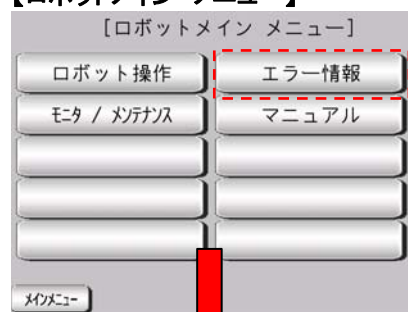 【ロボットメイン メニュー】
[ロボットメイン メニュー]
ロボット操作
エラー情報
ﾓﾆﾀ / ﾒﾝﾃﾅﾝｽ
マニュアル
ﾒｲﾝﾒﾆｭｰ